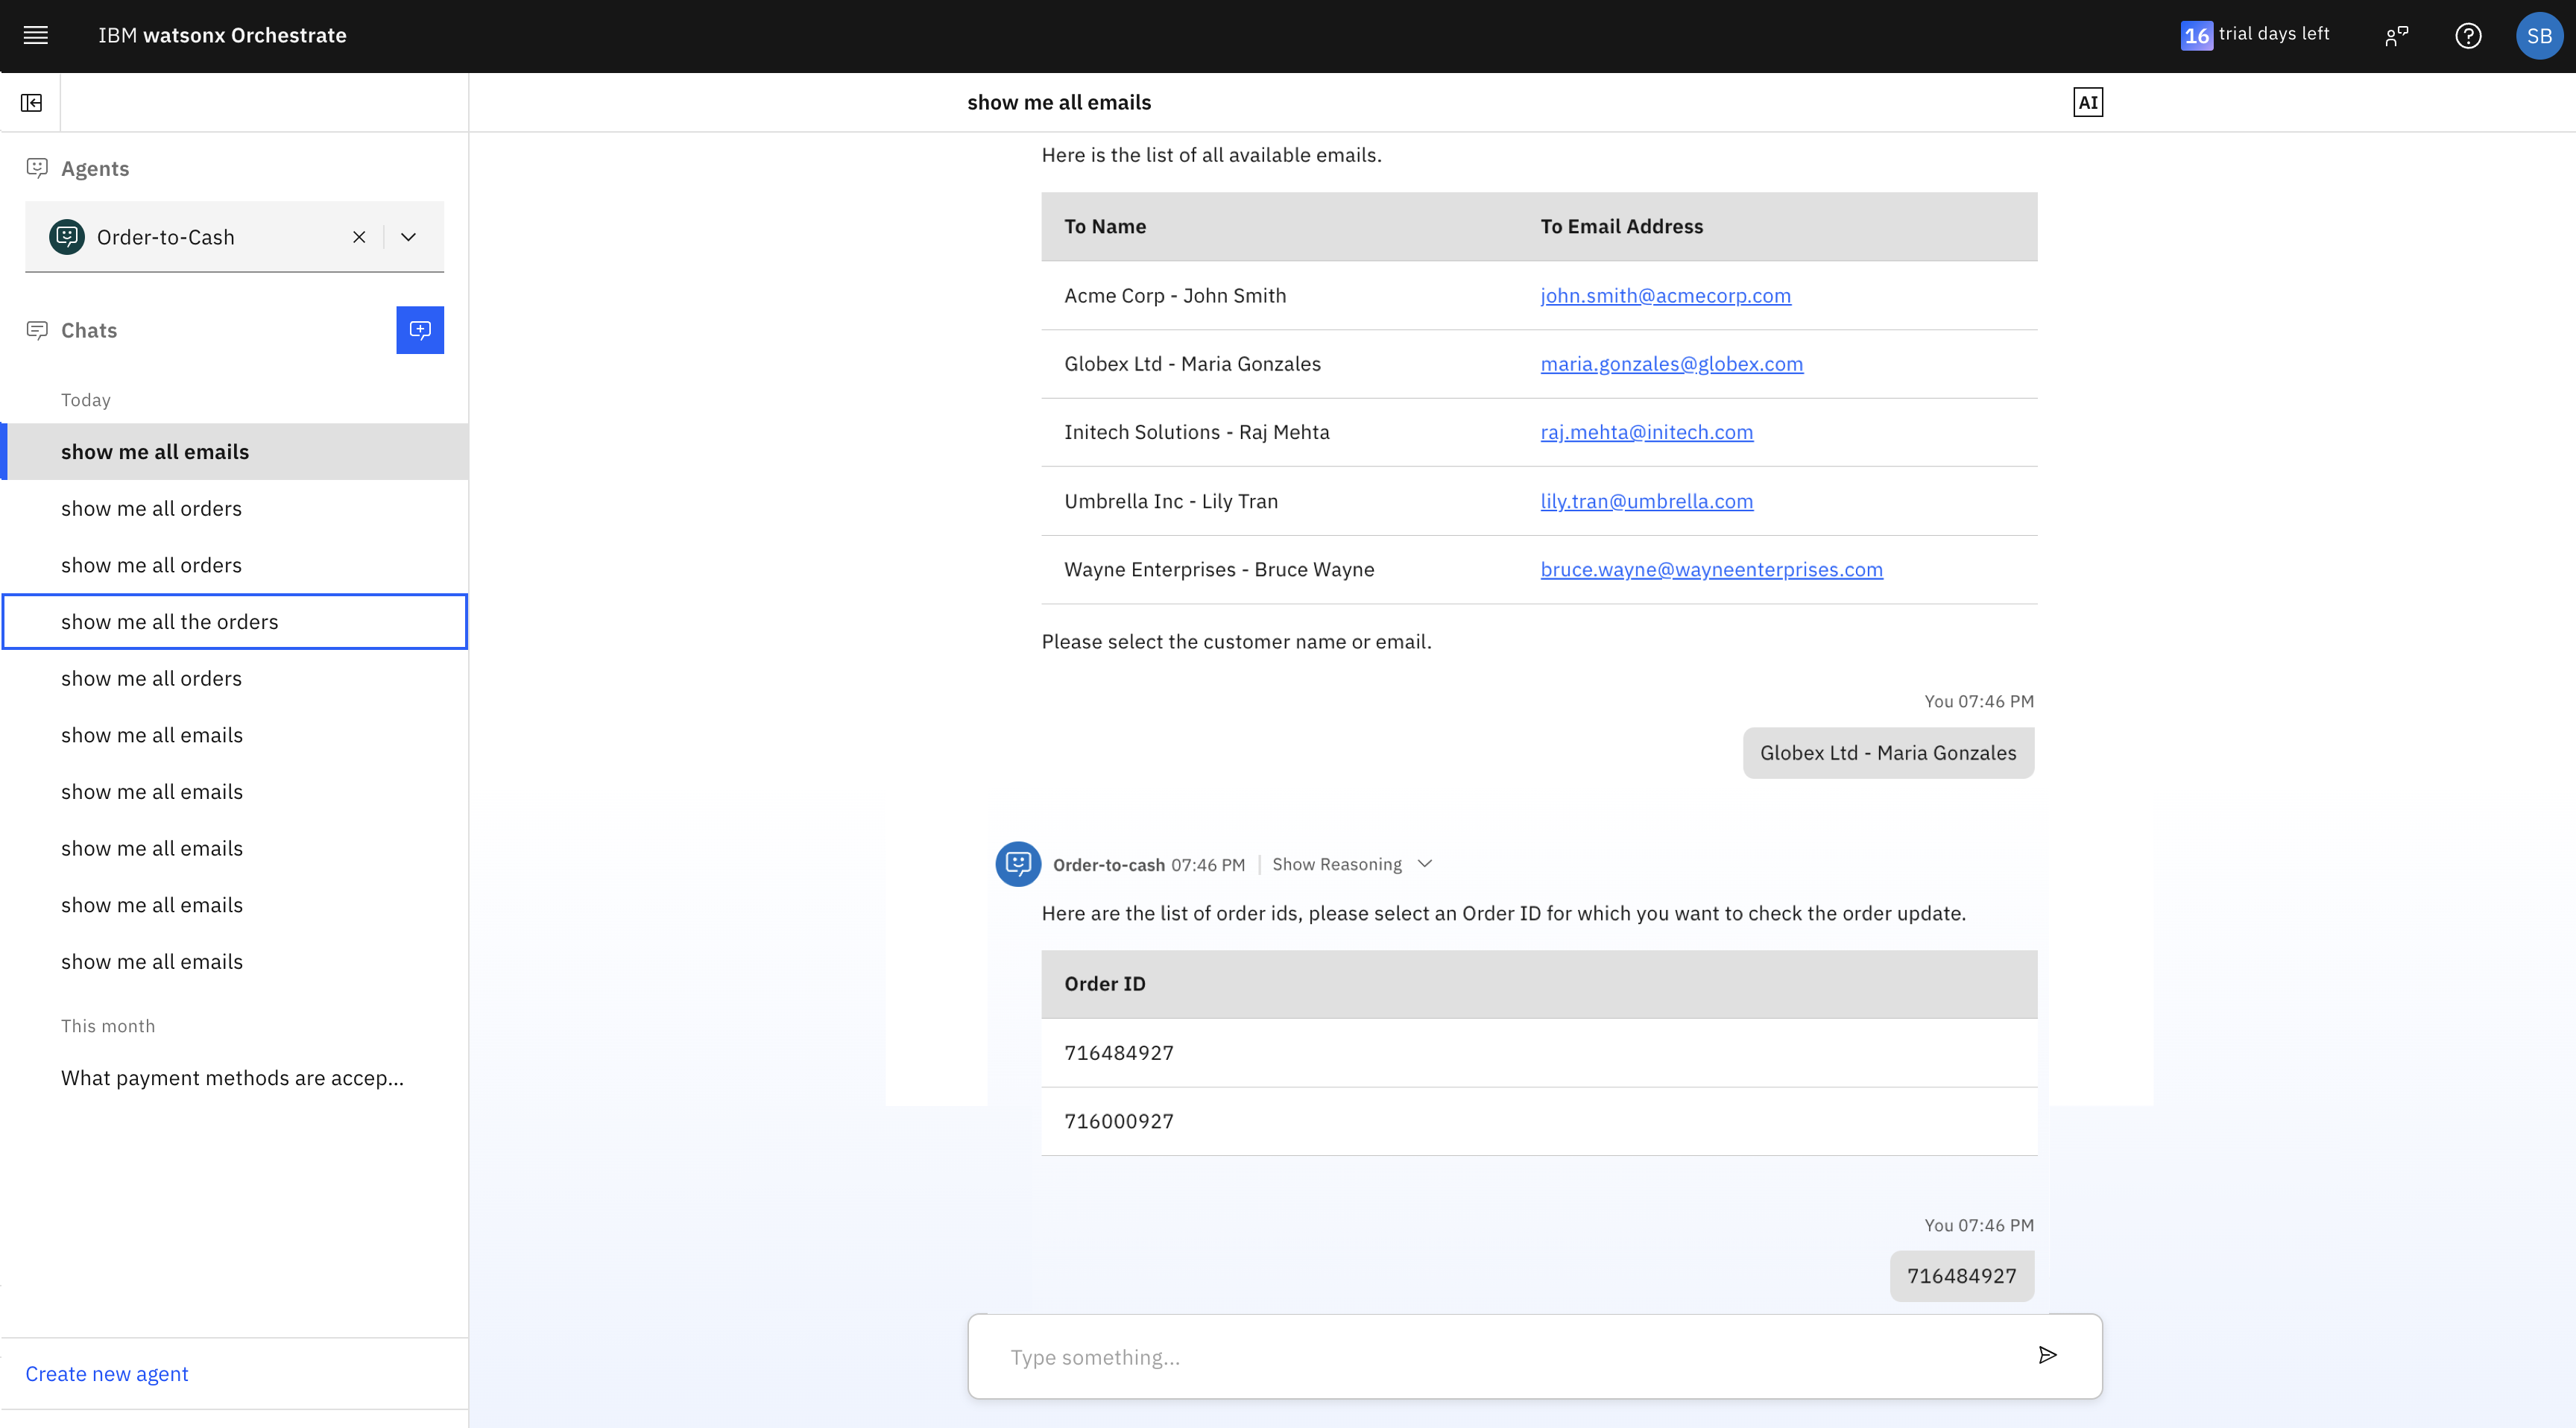 IBM watsonx Orchestrate
16 trial days left
SB
show me all emails
AI
Agents
Order-to-Cash
Chats
Today
show me all emails
show me all orders
show me all orders
show me all the orders
show me all orders
show me all emails
show me all emails
show me all emails
show me all emails
show me all emails
This month
What payment methods are accep...
Create new agent
Here is the list of all available emails.
To Name To Email Address
Acme Corp - John Smith john.smith@acmecorp.com
Globex Ltd - Maria Gonzales maria.gonzales@globex.com
Initech Solutions - Raj Mehta raj.mehta@initech.com
Umbrella Inc - Lily Tran lily.tran@umbrella.com
Wayne Enterprises - Bruce Wayne bruce.wayne@wayneenterprises.com
Please select the customer name or email.
You 07:46 PM
Globex Ltd - Maria Gonzales
Order-to-cash 07:46 PM | Show Reasoning
Here are the list of order ids, please select an Order ID for which you want to check the order update.
Order ID
716484927
716000927
You 07:46 PM
716484927
Type something...